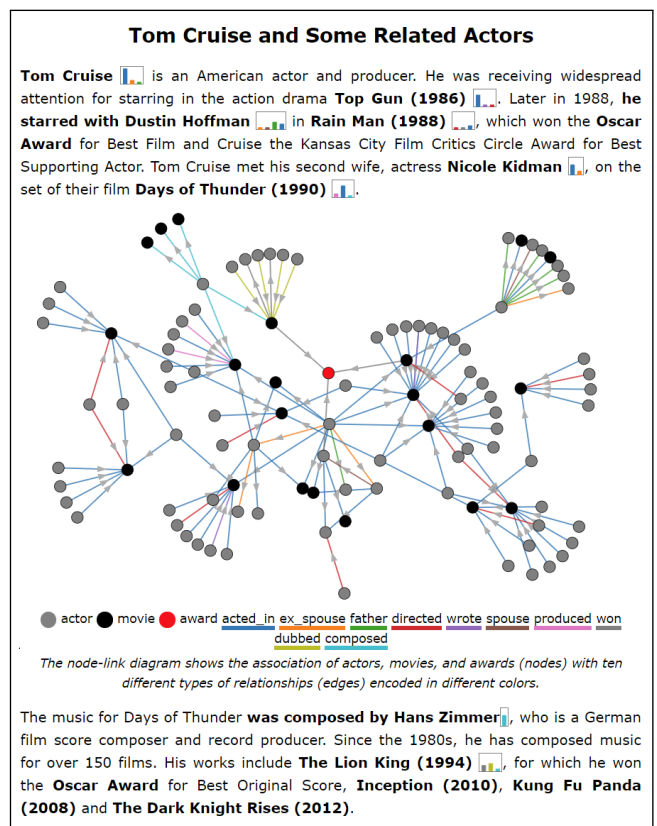 Tom Cruise and Some Related Actors
Tom Cruise is an American actor and producer. He was receiving widespread
attention for starring in the action drama Top Gun (1986) . Later in 1988, he
starred with Dustin Hoffman in Rain Man (1988) , which won the Oscar
Award for Best Film and Cruise the Kansas City Film Critics Circle Award for Best
Supporting Actor. Tom Cruise met his second wife, actress Nicole Kidman , on the
set of their film Days of Thunder (1990) .
actor movie award acted_in ex_spouse father directed wrote spouse produced won
dubbed composed
The node-link diagram shows the association of actors, movies, and awards (nodes) with ten
different types of relationships (edges) encoded in different colors.
The music for Days of Thunder was composed by Hans Zimmer , who is a German
film score composer and record producer. Since the 1980s, he has composed music
for over 150 films. His works include The Lion King (1994) , for which he won
the Oscar Award for Best Original Score, Inception (2010), Kung Fu Panda
(2008) and The Dark Knight Rises (2012).